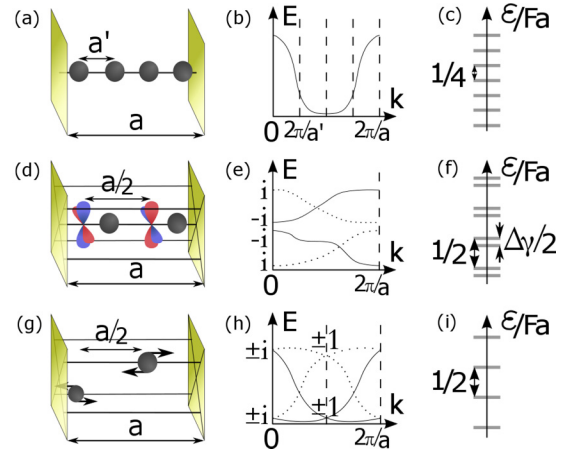 (a)
a'
a
(b)
E
k
0 2π/a' 2π/a
(c)
ε/Fa
1/4
(d)
a/2
a
(e)
E
i
-1
-1
i
k
0 2π/a
(f)
ε/Fa
1/2
Δγ/2
(g)
a/2
a
(h)
E
±1
±i
±i
±1
k
0 2π/a
(i)
ε/Fa
1/2